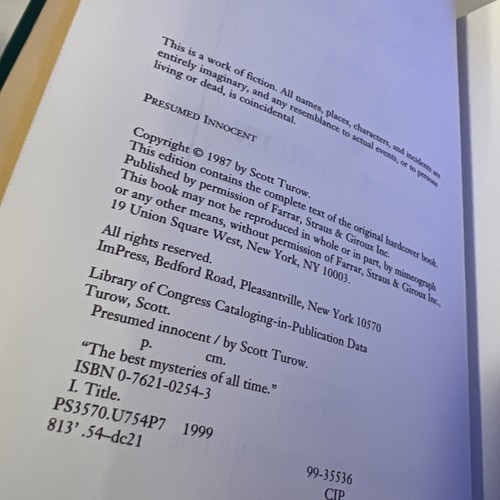 This is a work of fiction. All names, places, characters, and incidents are
entirely imaginary, and any resemblance to actual events, or to persons
living or dead, is coincidental.
PRESUMED INNOCENT
Copyright © 1987 by Scott Turow.
This edition contains the complete text of the original hardcover book.
Published by permission of Farrar, Straus & Giroux Inc.
This book may not be reproduced in whole or in part, by mimeograph
or any other means, without permission of Farrar, Straus & Giroux Inc.,
19 Union Square West, New York, NY 10003.
All rights reserved.
ImPress, Bedford Road, Pleasantville, New York 10570
Library of Congress Cataloging-in-Publication Data
Turow, Scott.
Presumed innocent / by Scott Turow.
p. cm.
“The best mysteries of all time.”
ISBN 0-7621-0254-3
I. Title.
PS3570.U754P7 1999
813’ .54–dc21
99-35536
CIP